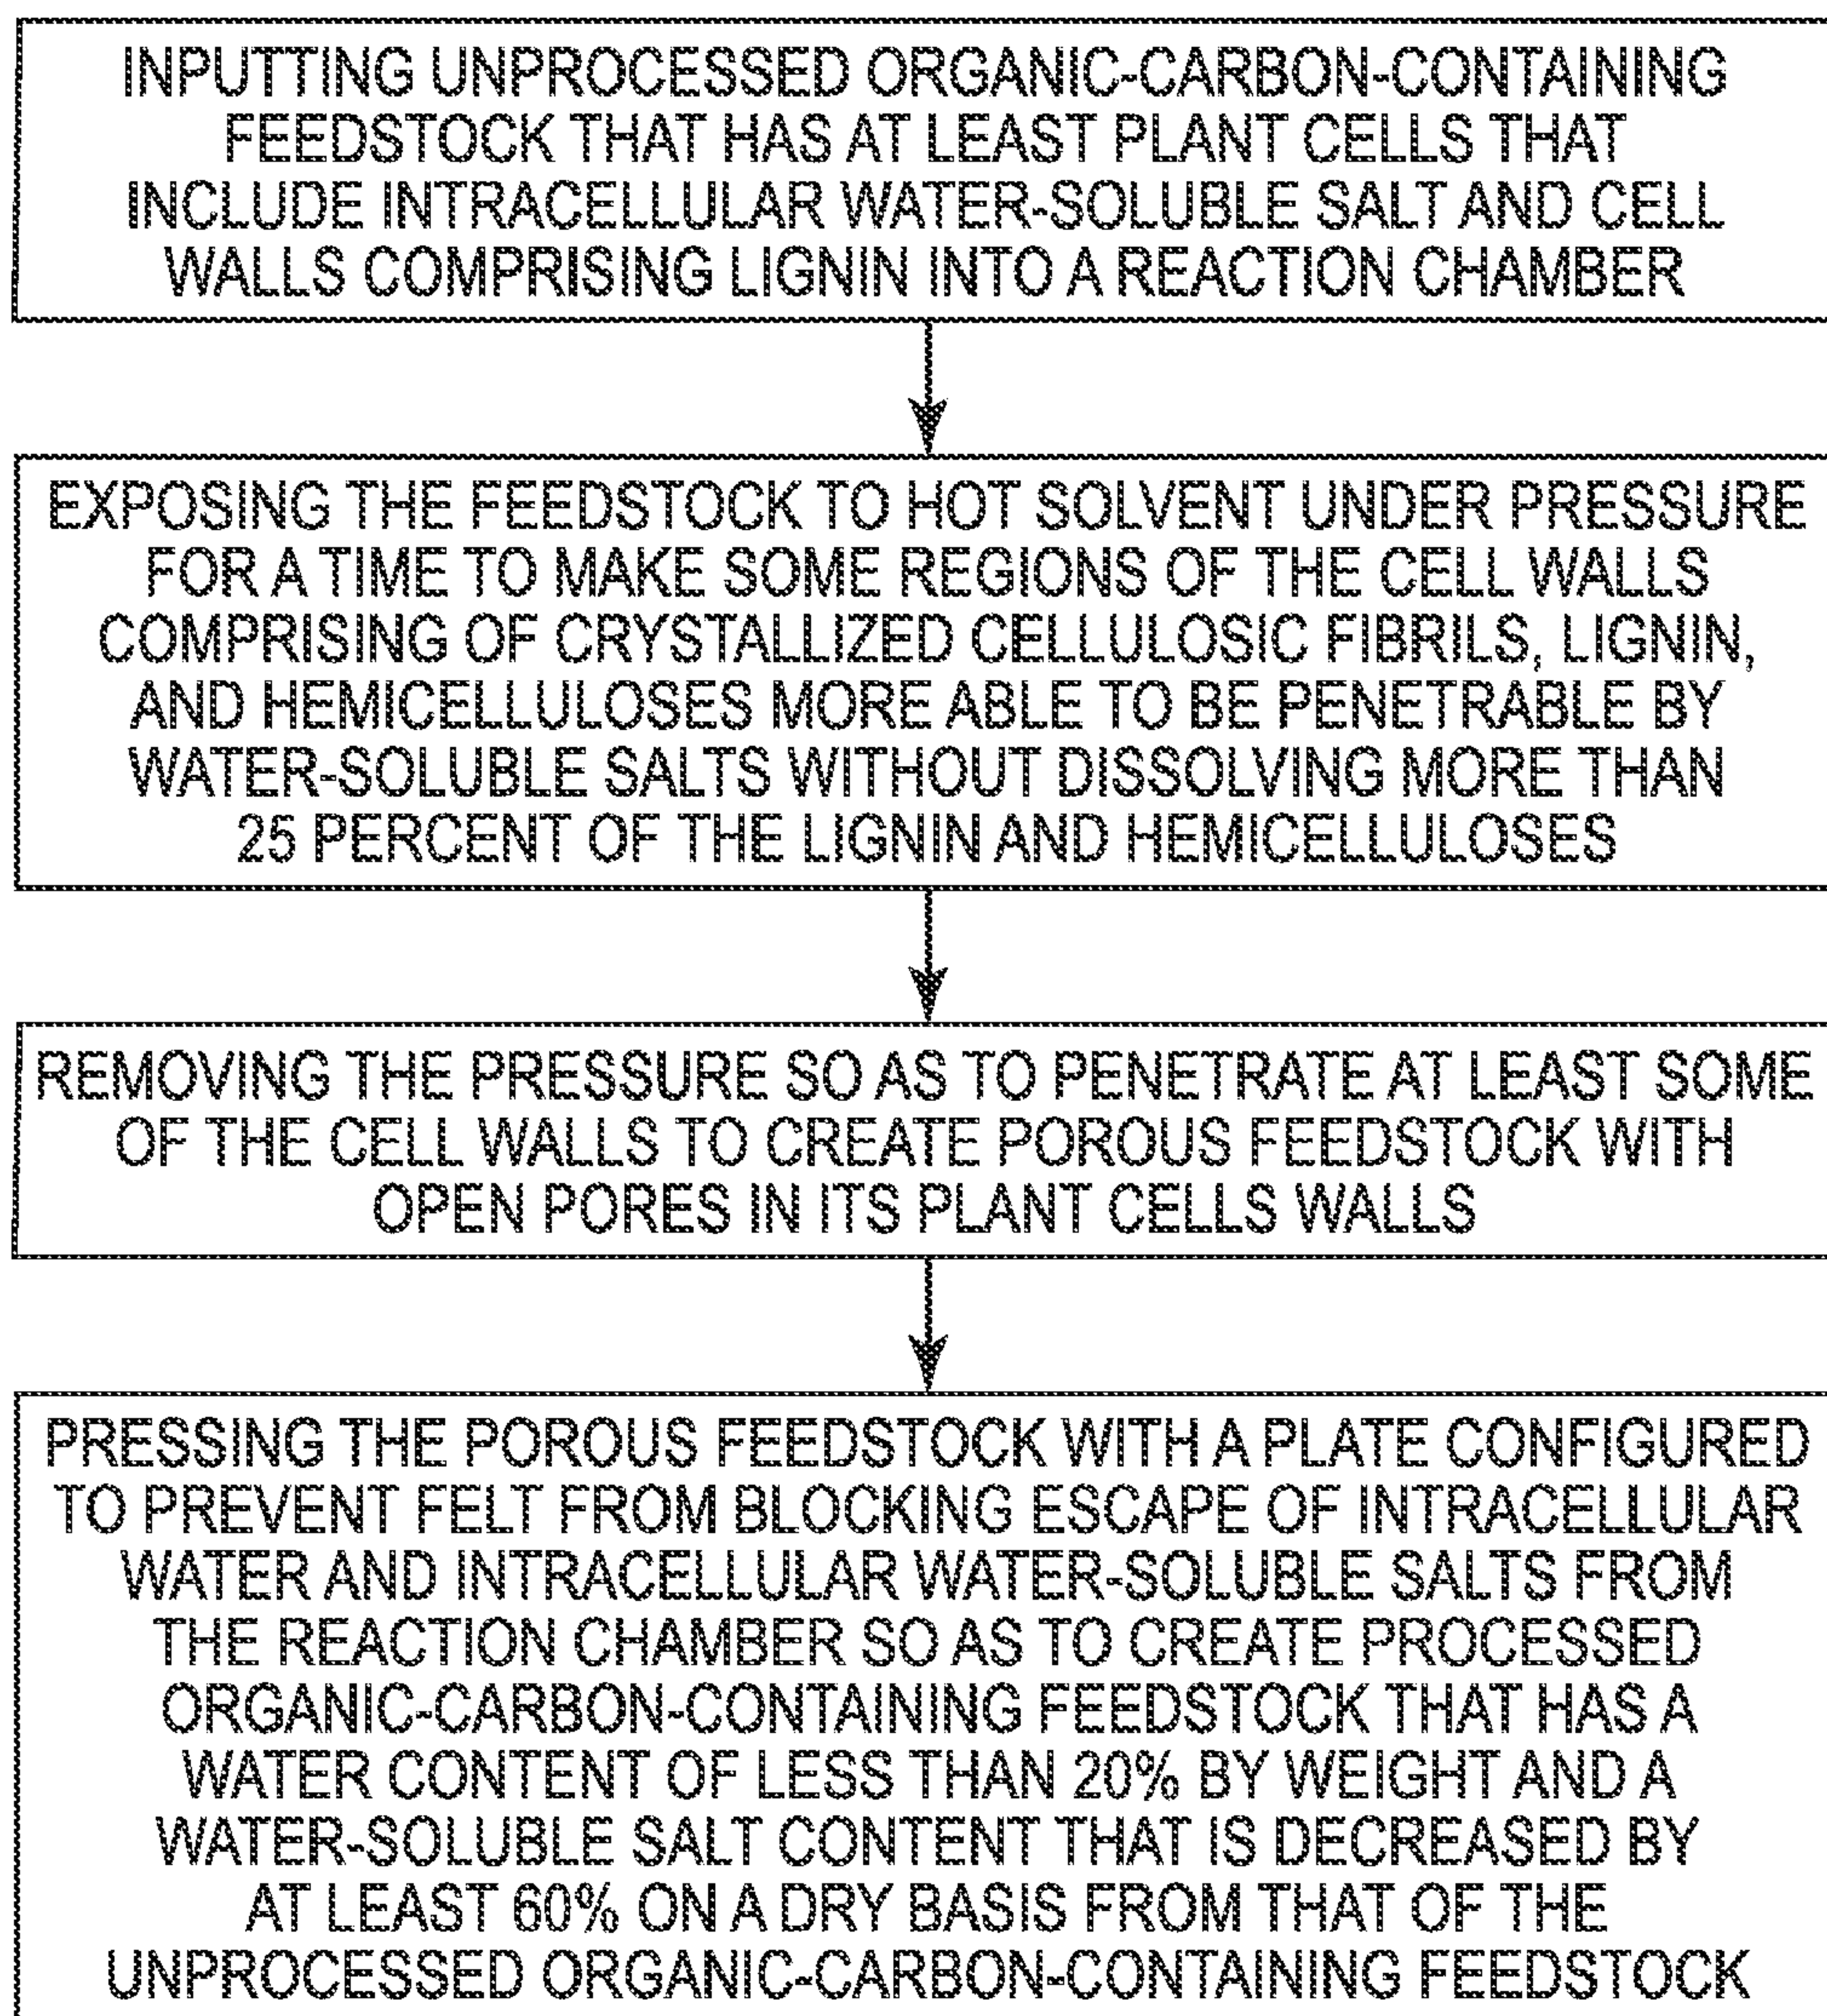 INPUTTING UNPROCESSED ORGANIC-CARBON-CONTAINING
FEEDSTOCK THAT HAS AT LEAST PLANT CELLS THAT
INCLUDE INTRACELLULAR WATER-SOLUBLE SALT AND CELL
WALLS COMPRISING LIGNIN INTO A REACTION CHAMBER
EXPOSING THE FEEDSTOCK TO HOT SOLVENT UNDER PRESSURE
FOR A TIME TO MAKE SOME REGIONS OF THE CELL WALLS
COMPRISING OF CRYSTALLIZED CELLULOSIC FIBRILS, LIGNIN,
AND HEMICELLULOSES MORE ABLE TO BE PENETRABLE BY
WATER-SOLUBLE SALTS WITHOUT DISSOLVING MORE THAN
25 PERCENT OF THE LIGNIN AND HEMICELLULOSES
REMOVING THE PRESSURE SO AS TO PENETRATE AT LEAST SOME
OF THE CELL WALLS TO CREATE POROUS FEEDSTOCK WITH
OPEN PORES IN ITS PLANT CELLS WALLS
PRESSING THE POROUS FEEDSTOCK WITH A PLATE CONFIGURED
TO PREVENT FELT FROM BLOCKING ESCAPE OF INTRACELLULAR
WATER AND INTRACELLULAR WATER-SOLUBLE SALTS FROM
THE REACTION CHAMBER SO AS TO CREATE PROCESSED
ORGANIC-CARBON-CONTAINING FEEDSTOCK THAT HAS A
WATER CONTENT OF LESS THAN 20% BY WEIGHT AND A
WATER-SOLUBLE SALT CONTENT THAT IS DECREASED BY
AT LEAST 60% ON A DRY BASIS FROM THAT OF THE
UNPROCESSED ORGANIC-CARBON-CONTAINING FEEDSTOCK